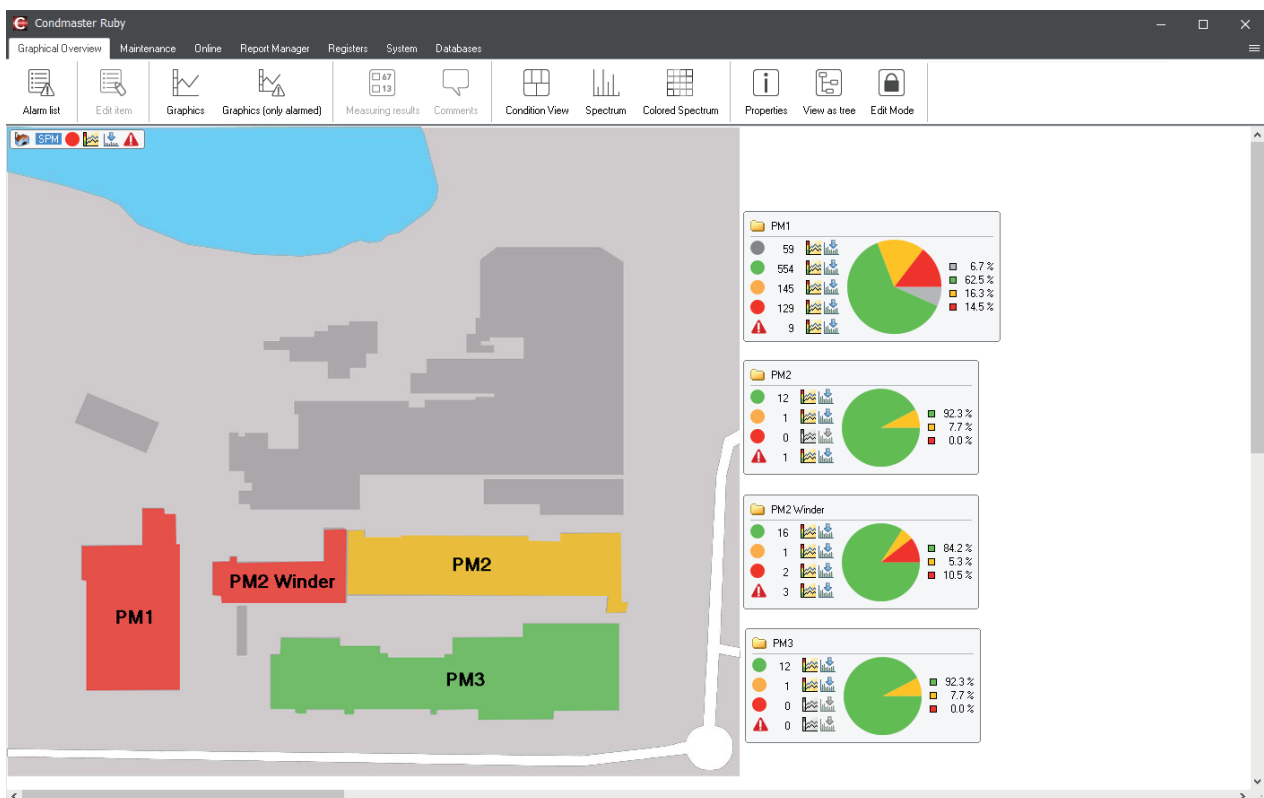 Condmaster Ruby
Graphical Overview Maintenance Online Report Manager Registers System Databases
Alarm list Edit item Graphics Graphics (only alarmed) Measuring results Comments Condition View Spectrum Colored Spectrum Properties View as tree Edit Mode
67
13
SPM
PM1
59
554
145
129
9
6.7 %
62.5 %
16.3 %
14.5 %
PM2
12
1
0
1
92.3 %
7.7 %
0.0 %
PM2 Winder
16
1
2
3
84.2 %
5.3 %
10.5 %
PM3
12
1
0
0
92.3 %
7.7 %
0.0 %
PM2
PM2 Winder
PM1
PM3